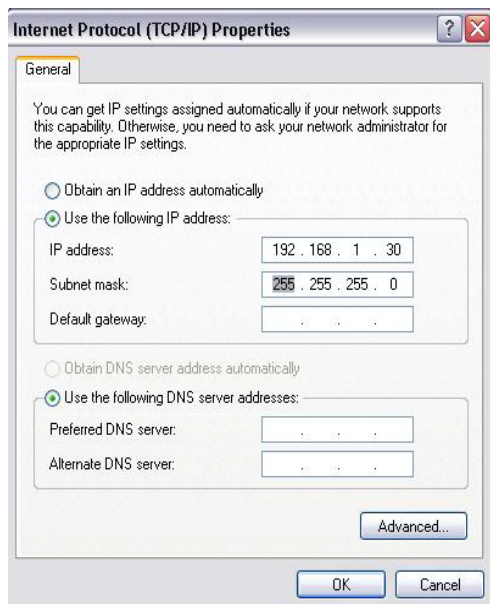 Internet Protocol (TCP/IP) Properties
General
You can get IP settings assigned automatically if your network supports
this capability. Otherwise, you need to ask your network administrator for
the appropriate IP settings.
Obtain an IP address automatically
Use the following IP address:
IP address: 192 . 168 . 1 . 30
Subnet mask: 255 . 255 . 255 . 0
Default gateway: . . .
Obtain DNS server address automatically
Use the following DNS server addresses:
Preferred DNS server: . . .
Alternate DNS server: . . .
Advanced...
OK Cancel